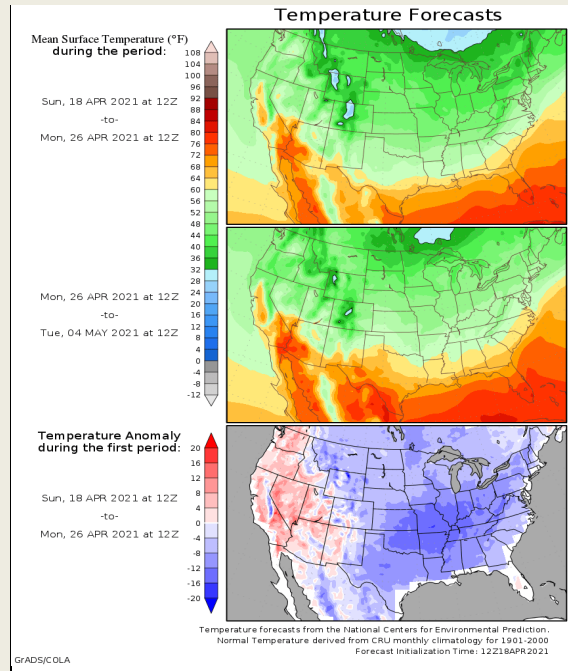 Temperature Forecasts
Mean Surface Temperature (°F)
during the period:
Sun, 18 APR 2021 at 12Z
-to-
Mon, 26 APR 2021 at 12Z
108
104
100
96
92
88
84
80
76
72
68
64
60
56
52
48
44
40
36
32
28
24
20
16
12
8
4
0
-4
-8
-12
Mon, 26 APR 2021 at 12Z
-to-
Tue, 04 MAY 2021 at 12Z
Temperature Anomaly
during the first period:
Sun, 18 APR 2021 at 12Z
-to-
Mon, 26 APR 2021 at 12Z
20
16
12
8
4
0
-4
-8
-12
-16
-20
Temperature forecasts from the National Centers for Environmental Prediction.
Normal Temperature derived from CRU monthly climatology for 1901-2000
Forecast Initialization Time: 12Z18APR2021
GrADS/COLA